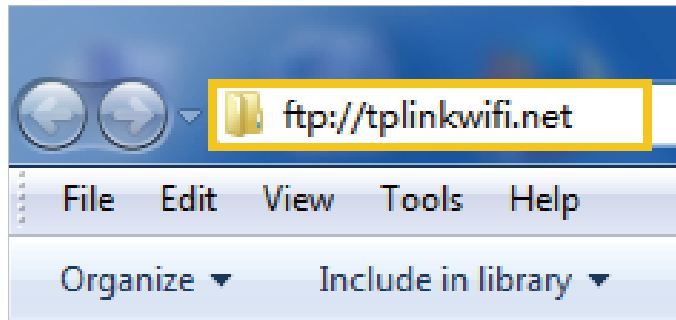 ftp://tplinkwifi.net
File Edit View Tools Help
Organize Include in library